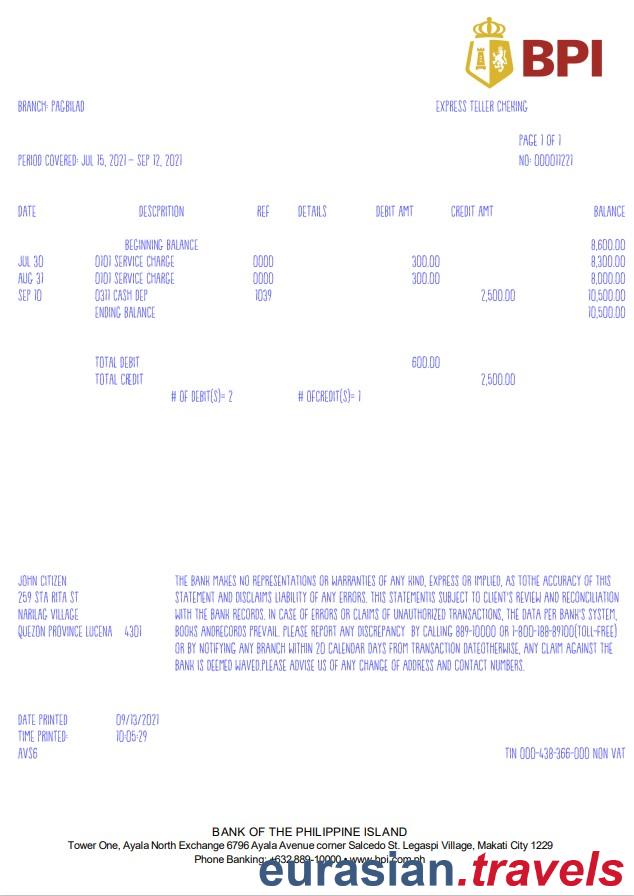 BPI
BRANCH: PAGBILAO
EXPRESS TELLER CHEKING
PAGE 1 OF 1
PERIOD COVERED: JUL 15, 2021 – SEP 12, 2021
NO: 000011221
DATE DESCPRITION REF DETAILS DEBIT AMT CREDIT AMT BALANCE
BEGINNING BALANCE 8,600.00
JUL 30 0101 SERVICE CHARGE 0000 300.00 8,300.00
AUG 31 0101 SERVICE CHARGE 0000 300.00 8,000.00
SEP 10 0311 CASH DEP 1039 2,500.00 10,500.00
ENDING BALANCE 10,500.00
TOTAL DEBIT 600.00
TOTAL CREDIT 2,500.00
# OF DEBIT(S)= 2 # OFCREDIT(S)= 1
JOHN CITIZEN
259 STA RITA ST
NARILAG VILLAGE
QUEZON PROVINCE LUCENA 4301
THE BANK MAKES NO REPRESENTATIONS OR WARRANTIES OF ANY KIND, EXPRESS OR IMPLIED, AS TOTHE ACCURACY OF THIS
STATEMENT AND DISCLAIMS LIABILITY OF ANY ERRORS. THIS STATEMENTIS SUBJECT TO CLIENT'S REVIEW AND RECONCILIATION
WITH THE BANK RECORDS. IN CASE OF ERRORS OR CLAIMS OF UNAUTHORIZED TRANSACTIONS, THE DATA PER BANK'S SYSTEM,
BOOKS ANDRECORDS PREVAIL. PLEASE REPORT ANY DISCREPANCY BY CALLING 889-10000 OR 1-800-188-89100(TOLL-FREE)
OR BY NOTIFYING ANY BRANCH WITHIN 20 CALENDAR DAYS FROM TRANSACTION DATEOTHERWISE, ANY CLAIM AGAINST THE
BANK IS DEEMED WAVED.PLEASE ADVISE US OF ANY CHANGE OF ADDRESS AND CONTACT NUMBERS.
DATE PRINTED 09/13/2021
TIME PRINTED: 10:05:29
AVS6
TIN 000-438-366-000 NON VAT
BANK OF THE PHILIPPINE ISLAND
Tower One, Ayala North Exchange 6796 Ayala Avenue corner Salcedo St. Legaspi Village, Makati City 1229
Phone Banking: +632 889-10000 • www.bpi.com.ph
eurasian.travels